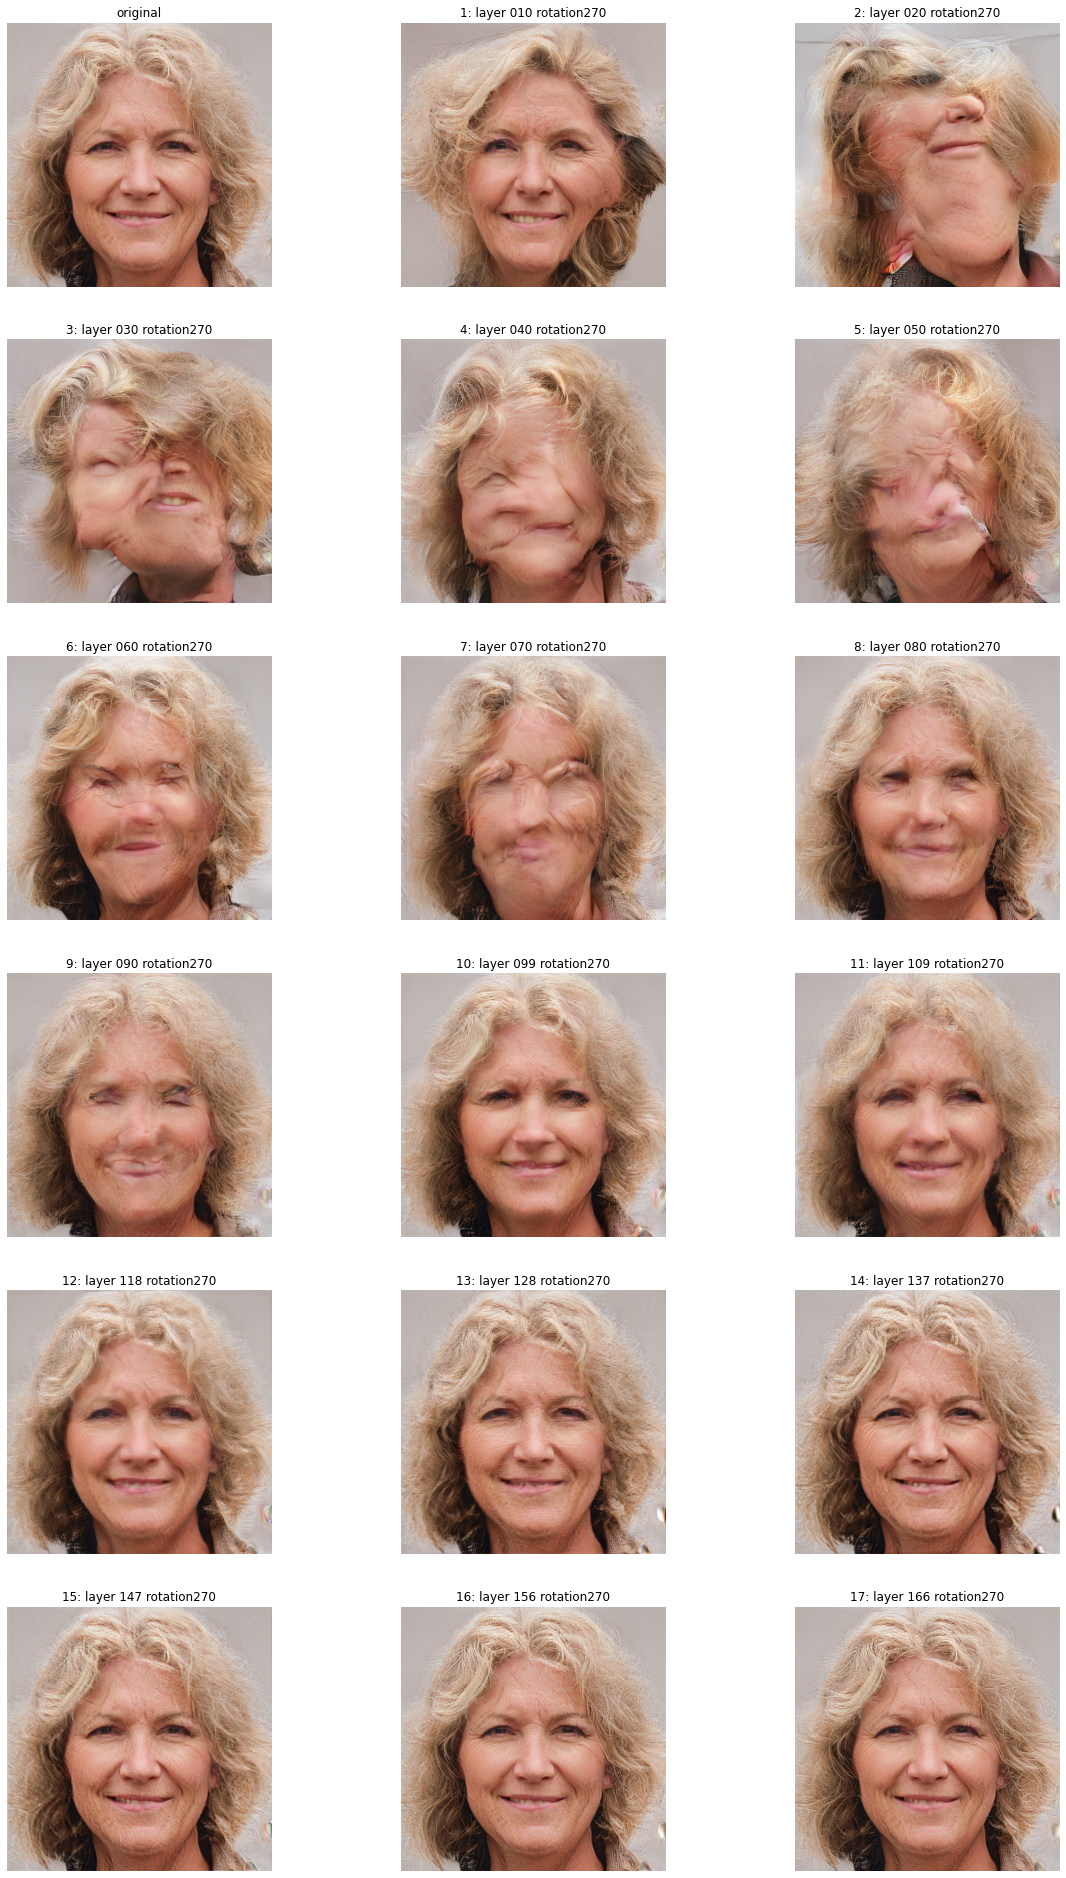 original
1: layer 010 rotation270
2: layer 020 rotation270
3: layer 030 rotation270
4: layer 040 rotation270
5: layer 050 rotation270
6: layer 060 rotation270
7: layer 070 rotation270
8: layer 080 rotation270
9: layer 090 rotation270
10: layer 099 rotation270
11: layer 109 rotation270
12: layer 118 rotation270
13: layer 128 rotation270
14: layer 137 rotation270
15: layer 147 rotation270
16: layer 156 rotation270
17: layer 166 rotation270